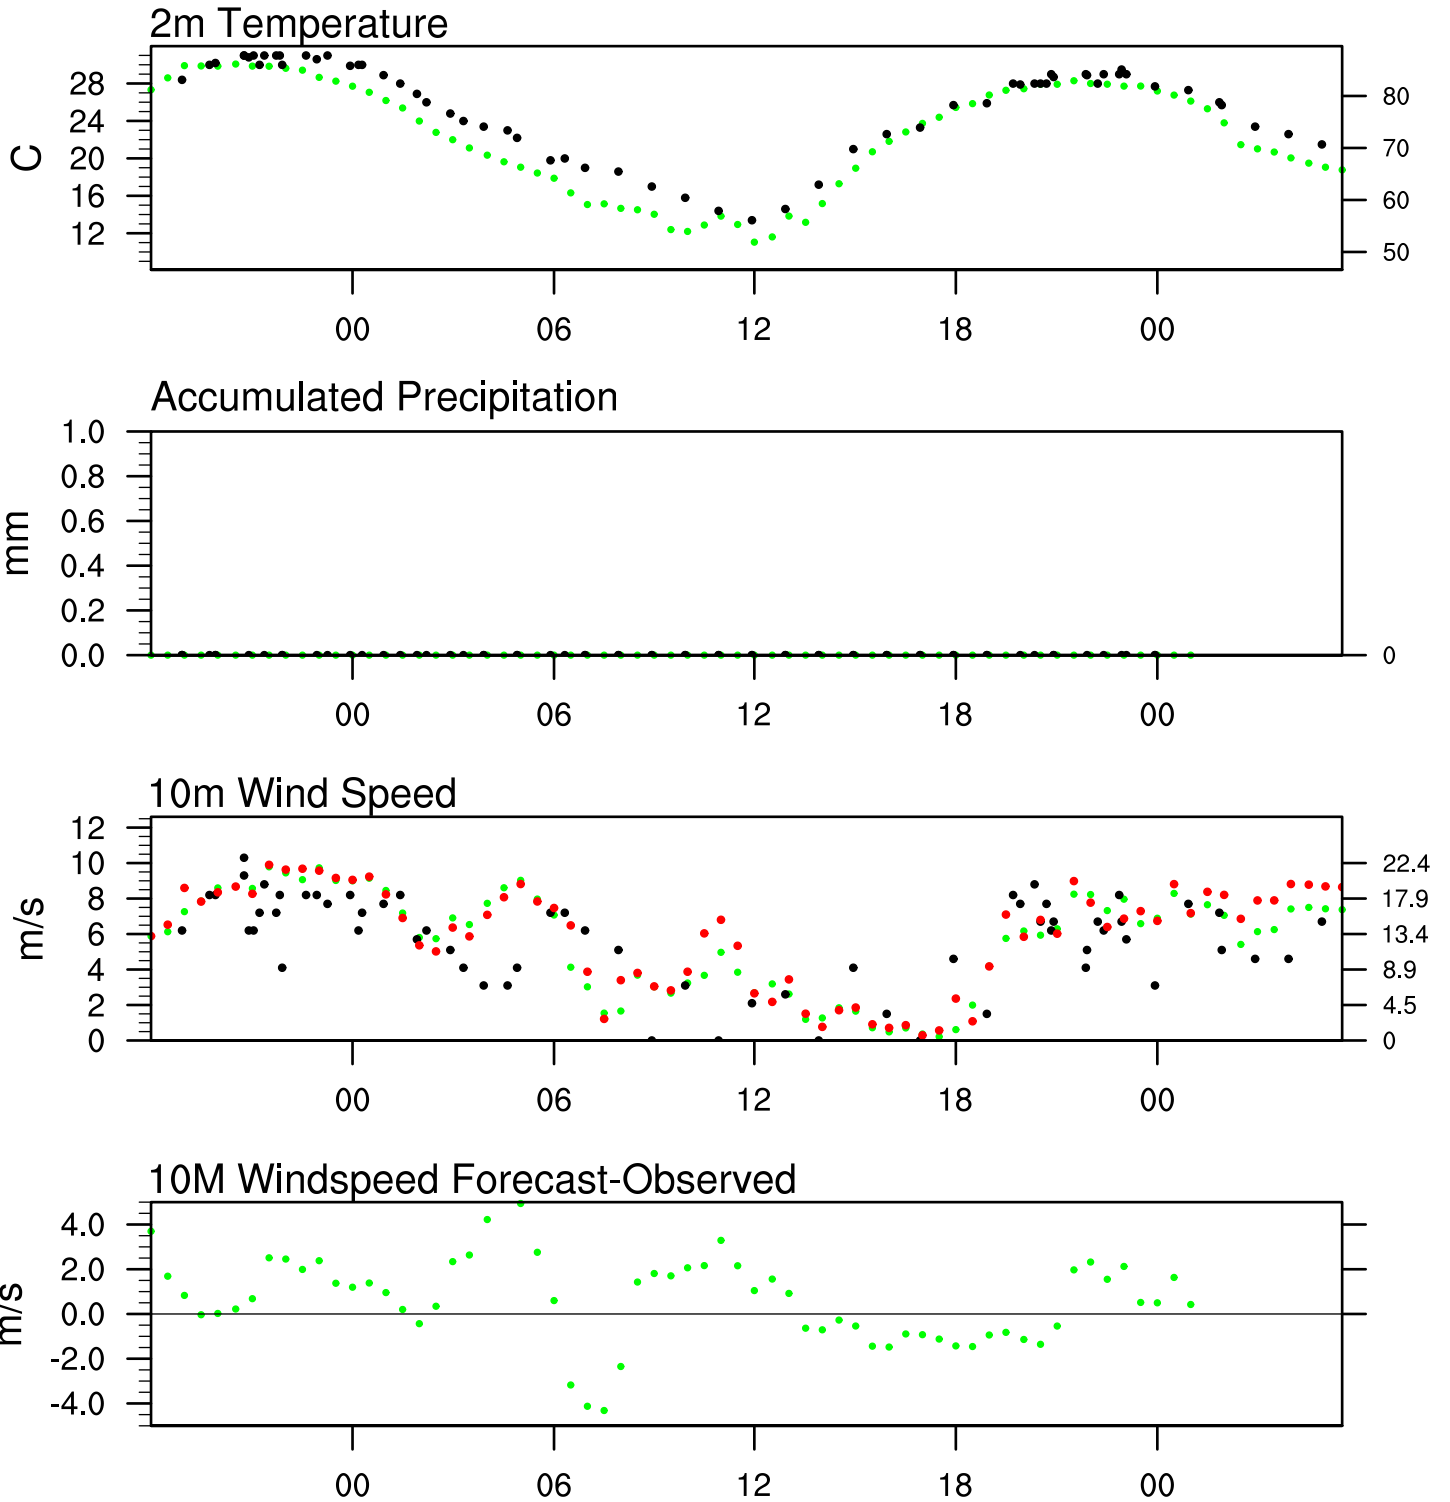 2m Temperature
28
24
20
16
12
C
80
70
60
50
00 06 12 18 00
Accumulated Precipitation
1.0
0.8
0.6
0.4
0.2
0.0
mm
0
00 06 12 18 00
10m Wind Speed
12
10
8
6
4
2
0
m/s
22.4
17.9
13.4
8.9
4.5
0
00 06 12 18 00
10M Windspeed Forecast-Observed
4.0
2.0
0.0
-2.0
-4.0
m/s
00 06 12 18 00